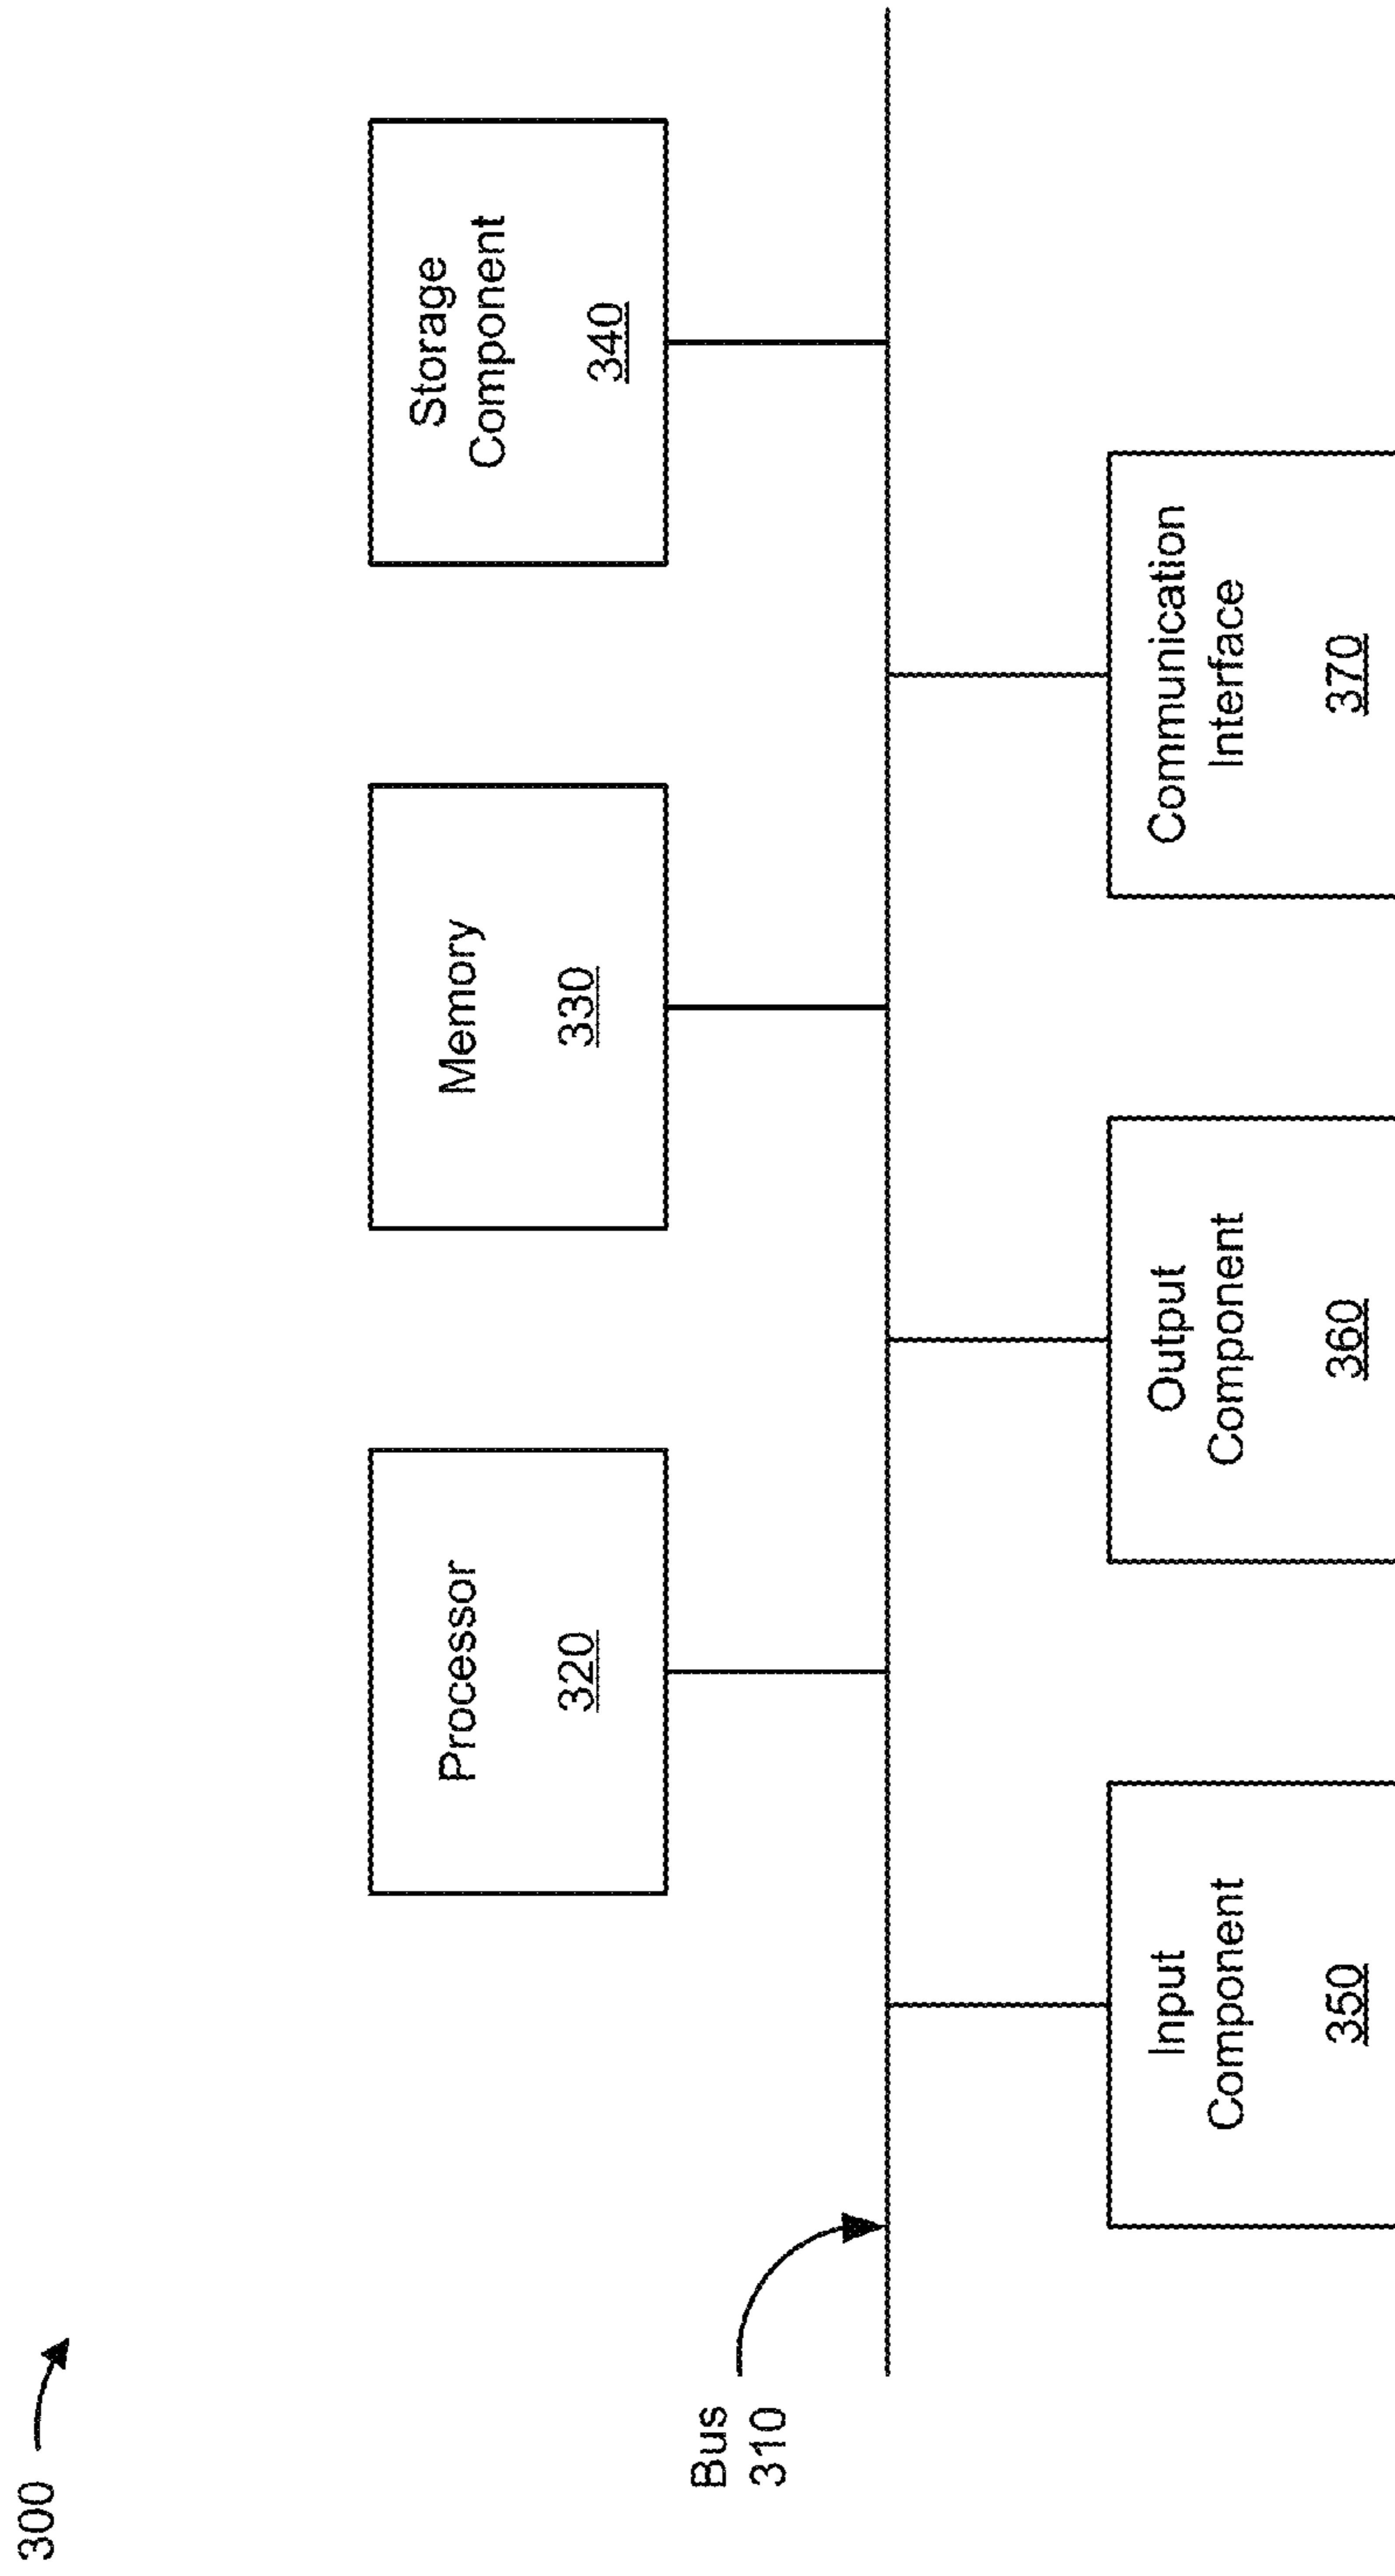 300
Bus
310
Processor
320
Memory
330
Storage
Component
340
Input
Component
350
Output
Component
360
Communication
Interface
370